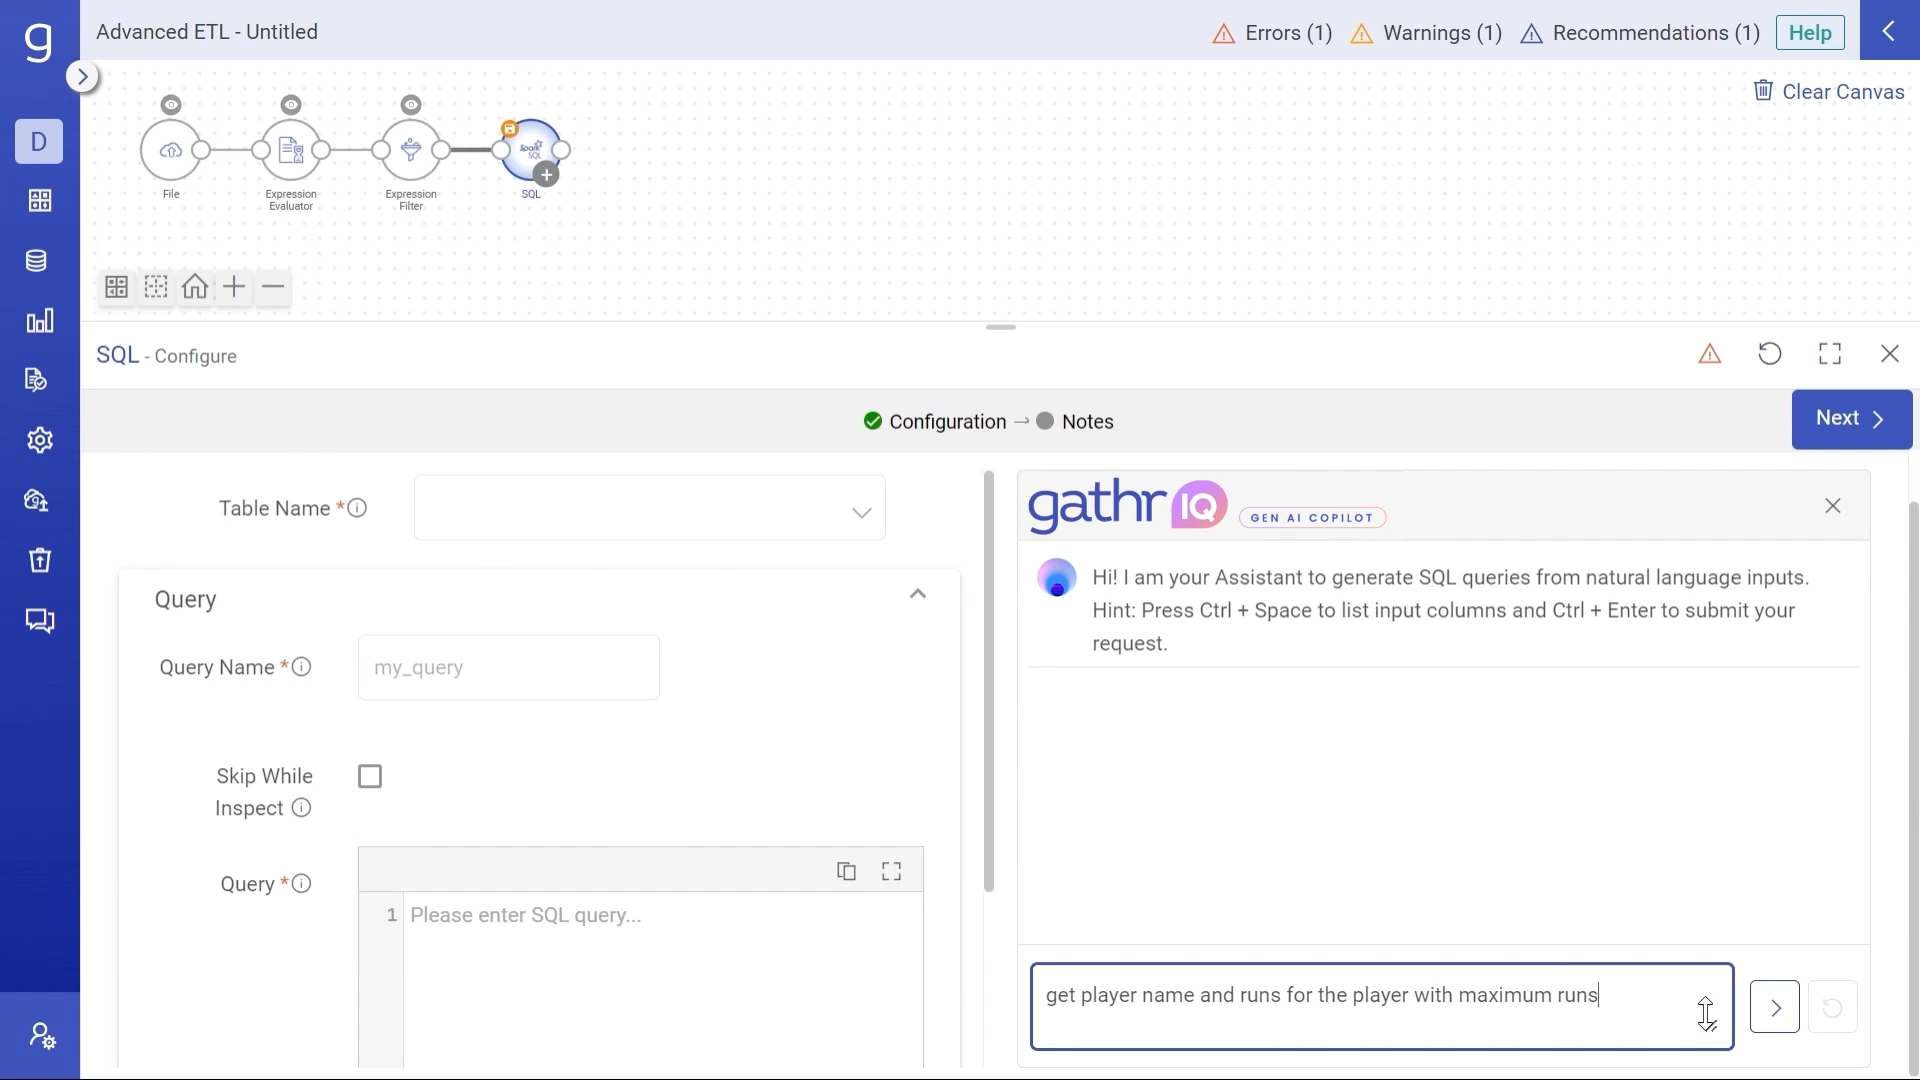 g
Advanced ETL - Untitled
Errors (1)
Warnings (1)
Recommendations (1)
Help
D
Clear Canvas
File
Expression
Evaluator
Expression
Filter
Spark
SQL
SQL
SQL - Configure
Configuration → Notes
Next
Table Name *
Query
Query Name *
my_query
Skip While
Inspect
Query *
1 Please enter SQL query...
gathr IQ GEN AI COPILOT
Hi! I am your Assistant to generate SQL queries from natural language inputs.
Hint: Press Ctrl + Space to list input columns and Ctrl + Enter to submit your
request.
get player name and runs for the player with maximum runs